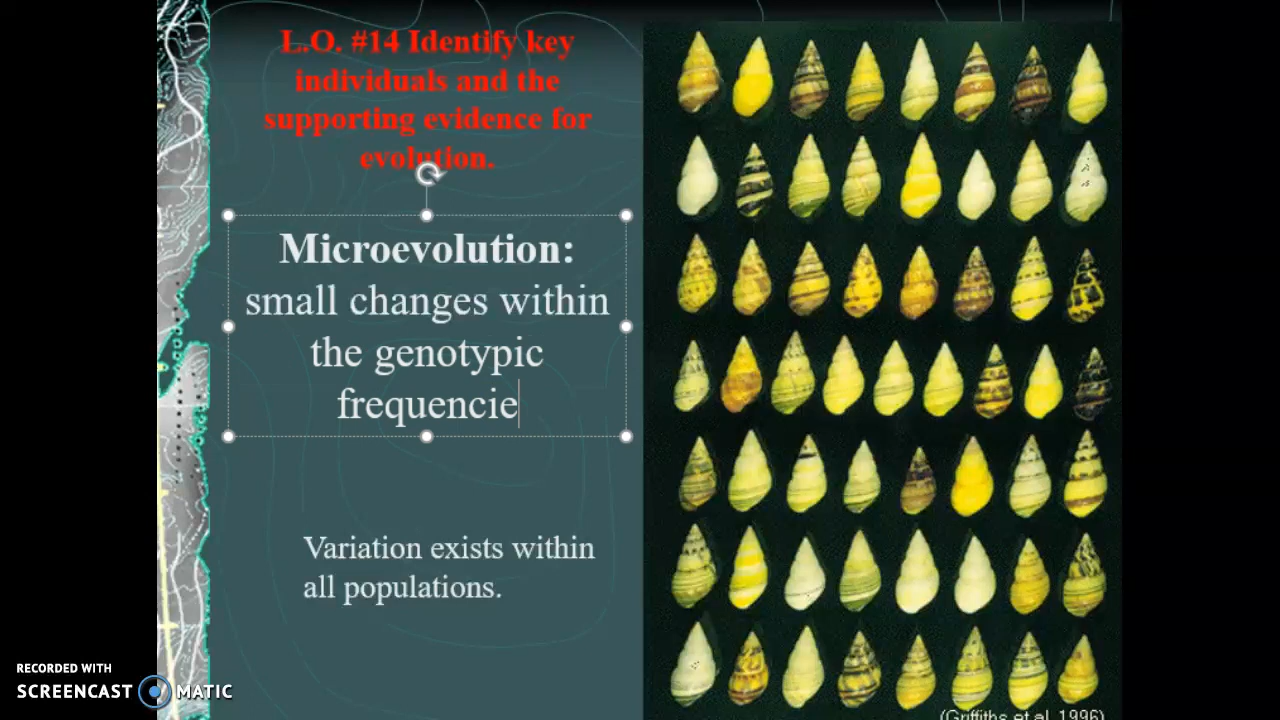 L.O. #14 Identify key
individuals and the
supporting evidence for
evolution.
Microevolution:
small changes within
the genotypic
frequencie
Variation exists within
all populations.
(Griffiths et al. 1996)
RECORDED WITH
SCREENCAST MATIC